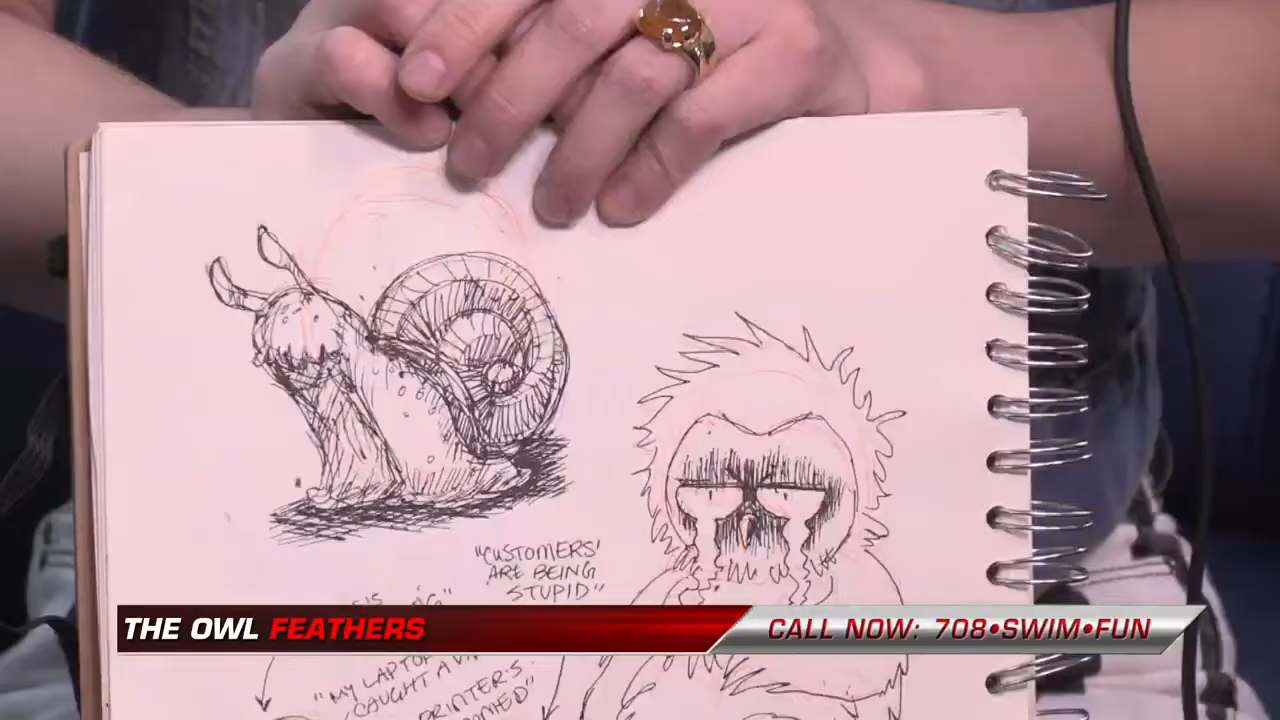 "CUSTOMERS'
ARE BEING
STUPID"
THE OWL FEATHERS
CALL NOW: 708•SWIM•FUN
"MY LAPTOP
CAUGHT A
PRINTER'S